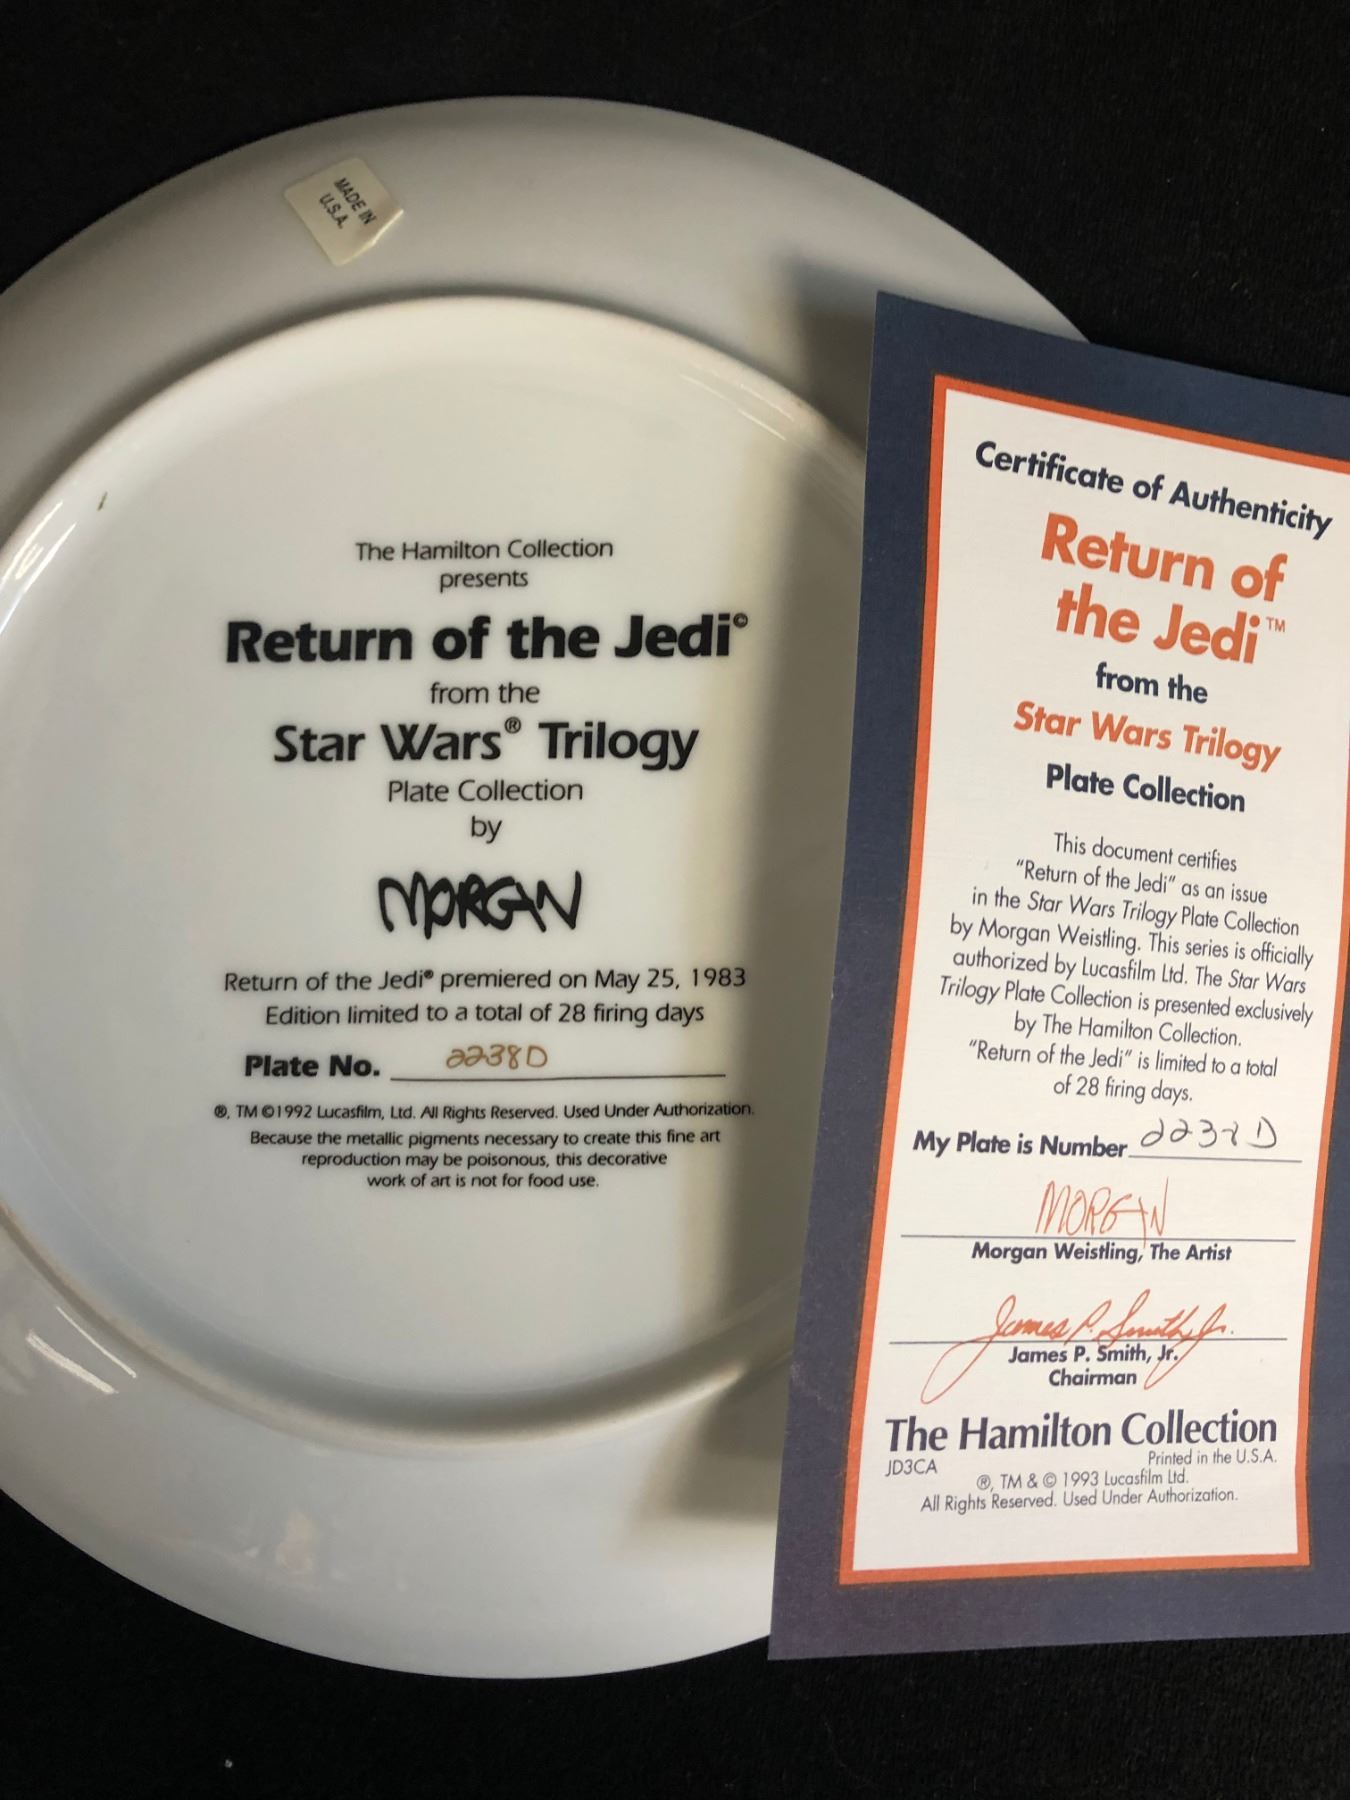 MADE IN
U.S.A.
The Hamilton Collection
presents
Return of the Jedi©
from the
Star Wars® Trilogy
Plate Collection
by
MORGAN
Return of the Jedi® premiered on May 25, 1983
Edition limited to a total of 28 firing days
Plate No. 2238D
®, TM ©1992 Lucasfilm, Ltd. All Rights Reserved. Used Under Authorization.
Because the metallic pigments necessary to create this fine art
reproduction may be poisonous, this decorative
work of art is not for food use.
Certificate of Authenticity
Return of
the Jedi™
from the
Star Wars Trilogy
Plate Collection
This document certifies
"Return of the Jedi" as an issue
in the Star Wars Trilogy Plate Collection
by Morgan Weistling. This series is officially
authorized by Lucasfilm Ltd. The Star Wars
Trilogy Plate Collection is presented exclusively
by The Hamilton Collection.
"Return of the Jedi" is limited to a total
of 28 firing days.
My Plate is Number 2238D
MORGAN
Morgan Weistling, The Artist
James P. Smith, Jr.
James P. Smith, Jr.
Chairman
The Hamilton Collection
JD3CA Printed in the U.S.A.
®, TM & © 1993 Lucasfilm Ltd.
All Rights Reserved. Used Under Authorization.